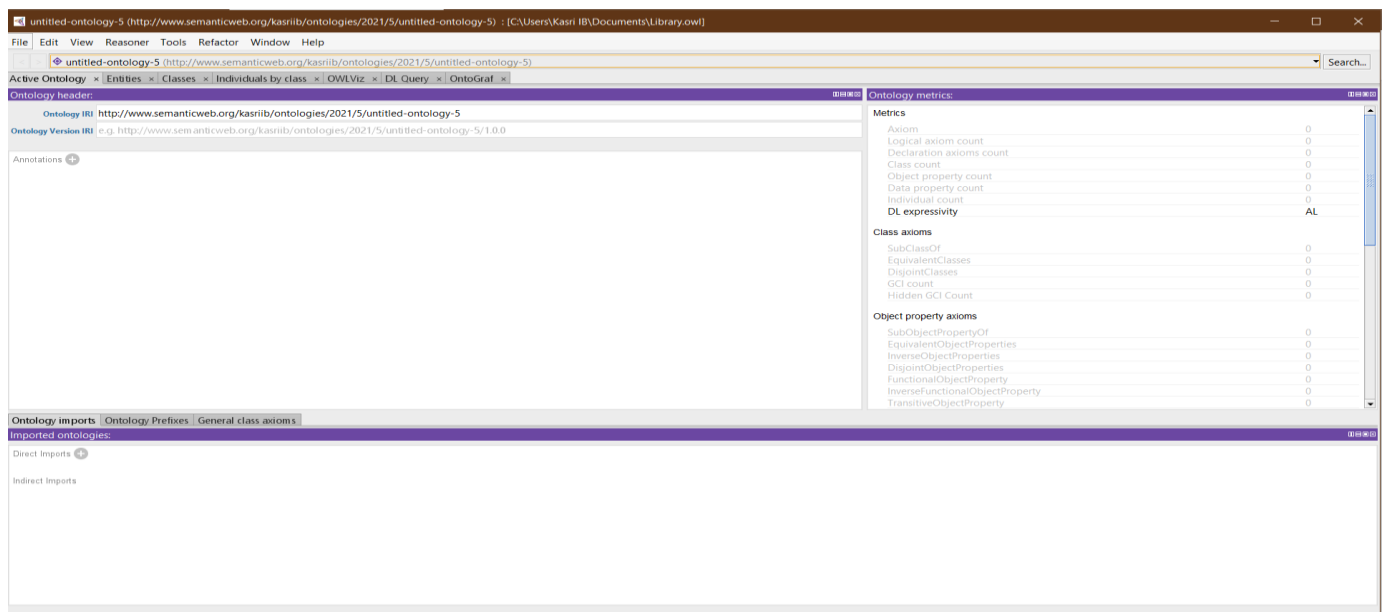 untitled-ontology-5 (http://www.semanticweb.org/kasriib/ontologies/2021/5/untitled-ontology-5) : [C:\Users\Kasri IB\Documents\Library.owl]
File Edit View Reasoner Tools Refactor Window Help
untitled-ontology-5 (http://www.semanticweb.org/kasriib/ontologies/2021/5/untitled-ontology-5) Search...
Active Ontology × Entities × Classes × Individuals by class × OWLViz × DL Query × OntoGraf ×
Ontology header:
Ontology IRI http://www.semanticweb.org/kasriib/ontologies/2021/5/untitled-ontology-5
Ontology Version IRI e.g. http://www.semanticweb.org/kasriib/ontologies/2021/5/untitled-ontology-5/1.0.0
Annotations
Ontology metrics:
Metrics
Axiom 0
Logical axiom count 0
Declaration axioms count 0
Class count 0
Object property count 0
Data property count 0
Individual count 0
DL expressivity AL
Class axioms
SubClassOf 0
EquivalentClasses 0
DisjointClasses 0
GCI count 0
Hidden GCI Count 0
Object property axioms
SubObjectPropertyOf 0
EquivalentObjectProperties 0
InverseObjectProperties 0
DisjointObjectProperties 0
FunctionalObjectProperty 0
InverseFunctionalObjectProperty 0
TransitiveObjectProperty 0
Ontology imports Ontology Prefixes General class axioms
Imported ontologies:
Direct Imports
Indirect Imports